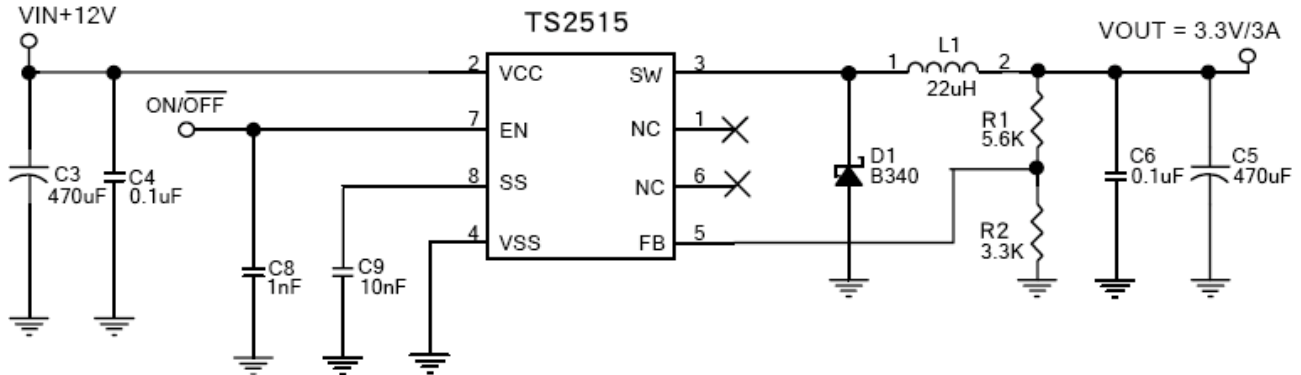 VIN+12V
TS2515
VOUT = 3.3V/3A
2
VCC
SW
3
1
L1
2
22uH
ON/OFF
7
EN
NC
1
R1
5.6K
C3
470uF
C4
0.1uF
8
SS
NC
6
D1
B340
C6
0.1uF
C5
470uF
4
VSS
FB
5
R2
3.3K
C8
1nF
C9
10nF